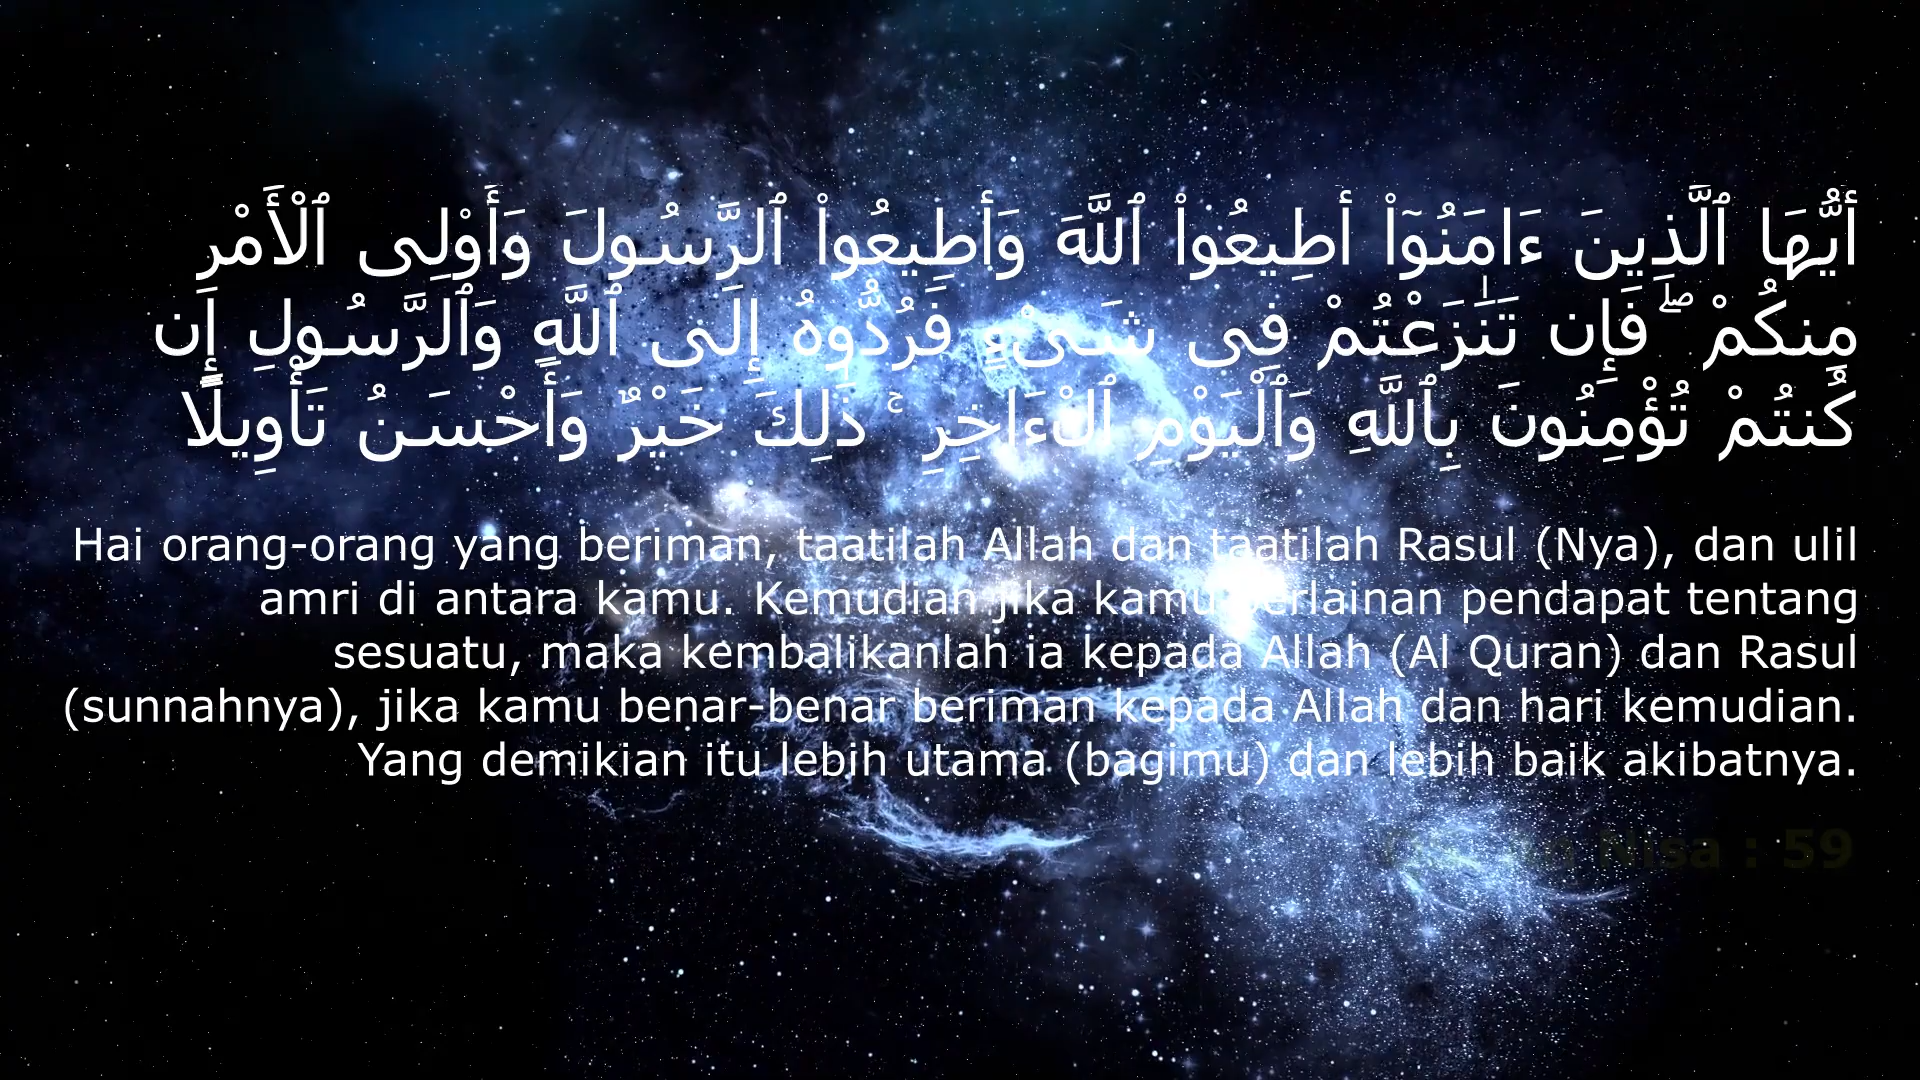 أَيُّهَا ٱلَّذِينَ ءَامَنُوٓا۟ أَطِيعُوا۟ ٱللَّهَ وَأَطِيعُوا۟ ٱلرَّسُولَ وَأُو۟لِى ٱلْأَمْرِ
مِنكُمْ ۖ فَإِن تَنَٰزَعْتُمْ فِى شَىْءٍ فَرُدُّوهُ إِلَى ٱللَّهِ وَٱلرَّسُولِ إِن
كُنتُمْ تُؤْمِنُونَ بِٱللَّهِ وَٱلْيَوْمِ ٱلْءَاخِرِ ۚ ذَٰلِكَ خَيْرٌ وَأَحْسَنُ تَأْوِيلًا
Hai orang-orang yang beriman, taatilah Allah dan taatilah Rasul (Nya), dan ulil
amri di antara kamu. Kemudian jika kamu berlainan pendapat tentang
sesuatu, maka kembalikanlah ia kepada Allah (Al Quran) dan Rasul
(sunnahnya), jika kamu benar-benar beriman kepada Allah dan hari kemudian.
Yang demikian itu lebih utama (bagimu) dan lebih baik akibatnya.
Nisa : 59